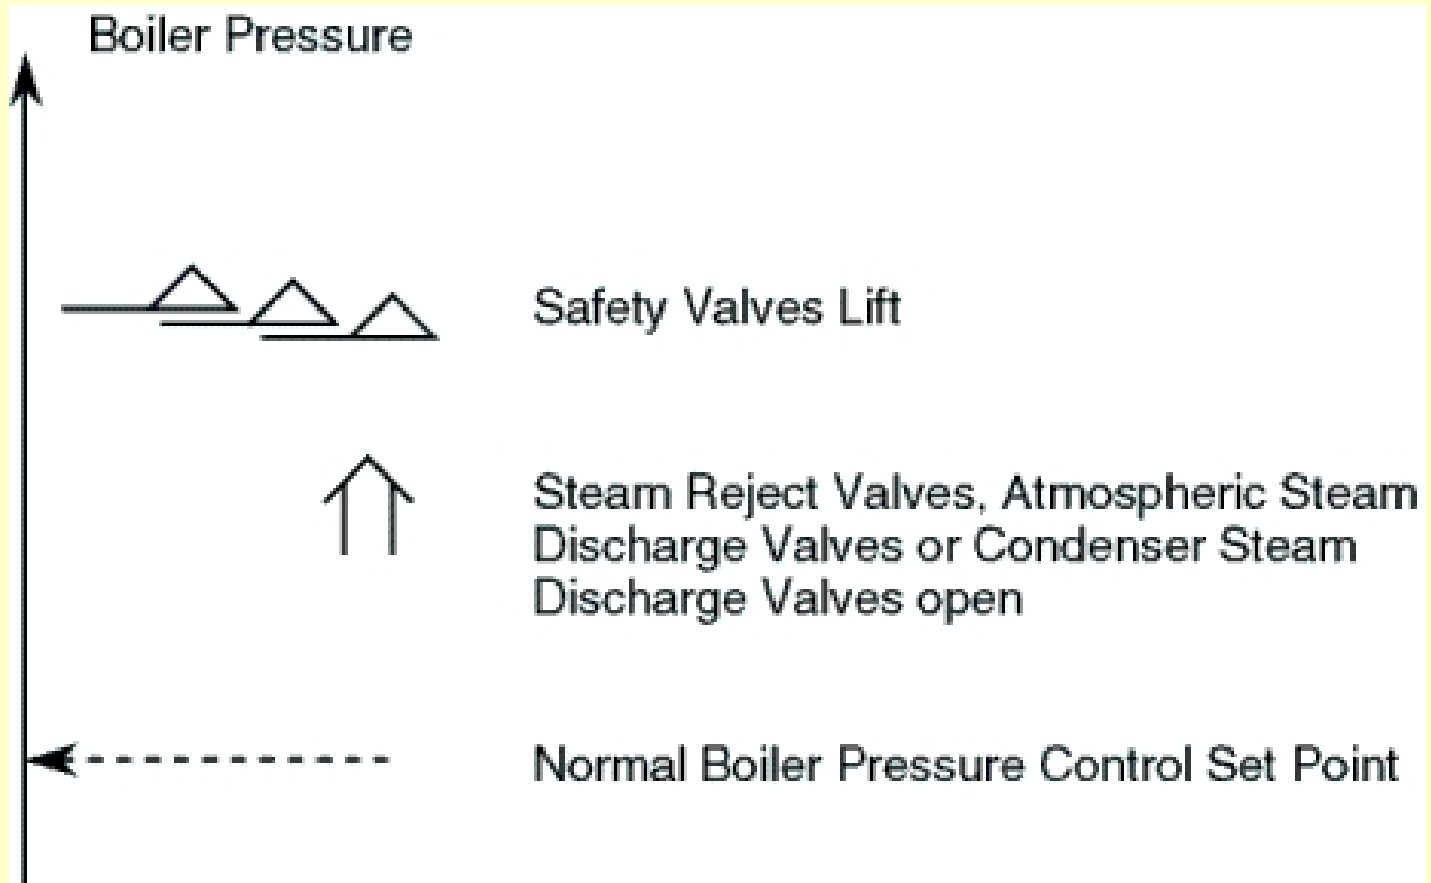 Boiler Pressure
Safety Valves Lift
Steam Reject Valves, Atmospheric Steam
Discharge Valves or Condenser Steam
Discharge Valves open
Normal Boiler Pressure Control Set Point